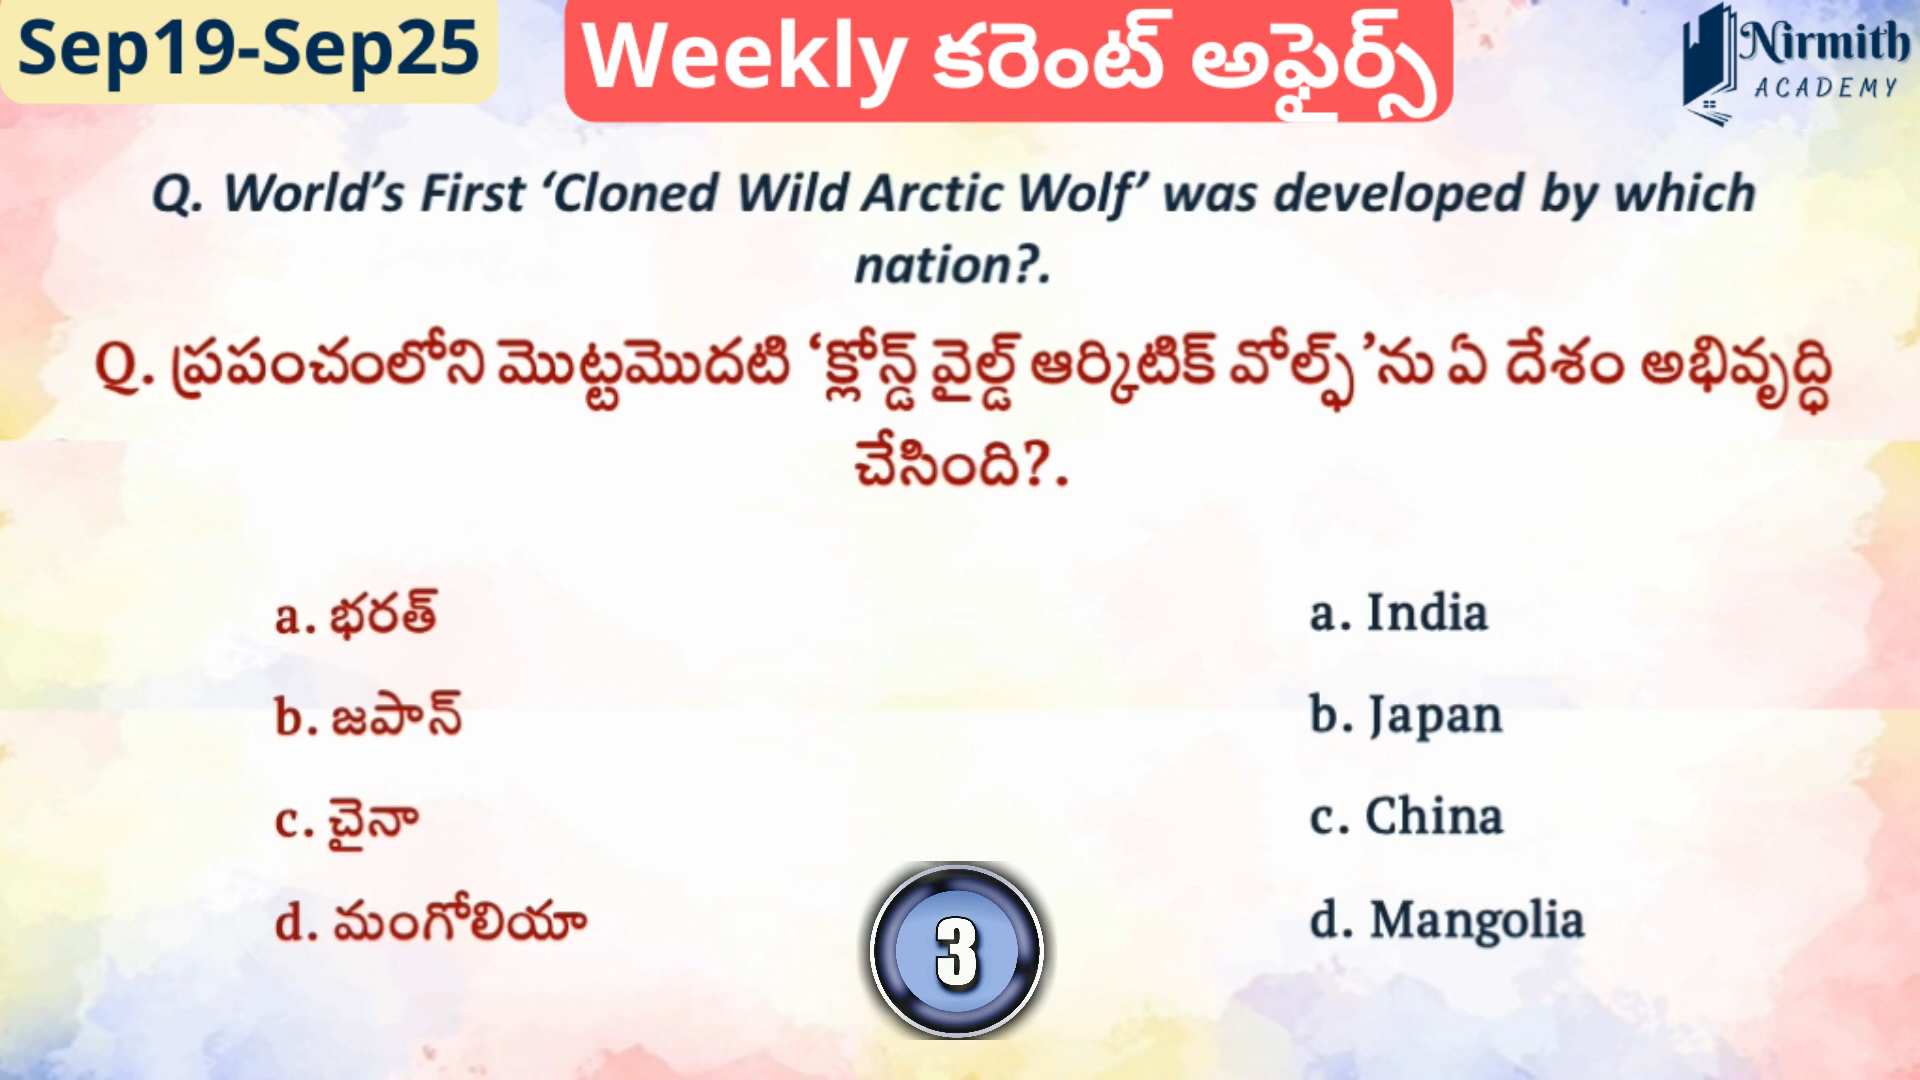 Sep19-Sep25
Weekly కరెంట్ అఫైర్స్
Nirmith
ACADEMY
Q. World’s First ‘Cloned Wild Arctic Wolf’ was developed by which
nation?.
Q. ప్రపంచంలోని మొట్టమొదటి ‘క్లోన్డ్ వైల్డ్ ఆర్కిటిక్ వోల్ఫ్’ను ఏ దేశం అభివృద్ధి
చేసింది?.
a. భరత్
b. జపాన్
c. చైనా
d. మంగోలియా
a. India
b. Japan
c. China
d. Mangolia
3